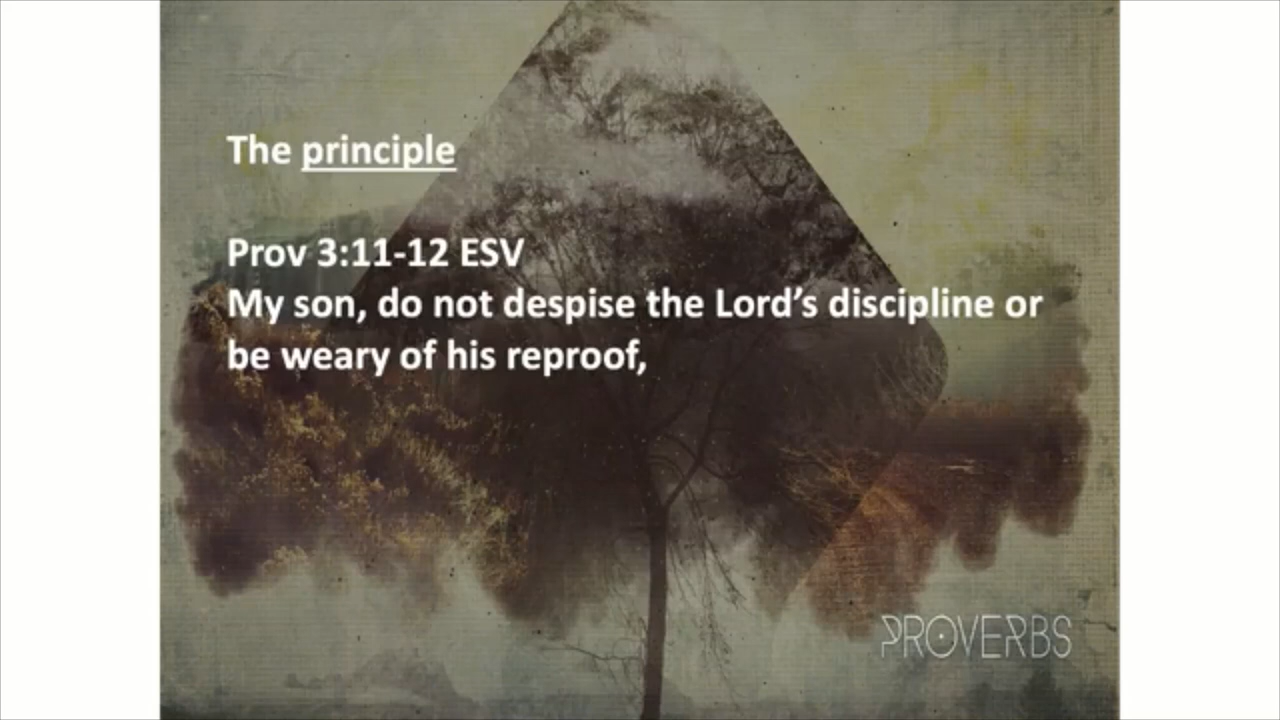 The principle
Prov 3:11-12 ESV
My son, do not despise the Lord’s discipline or
be weary of his reproof,
PROVERBS